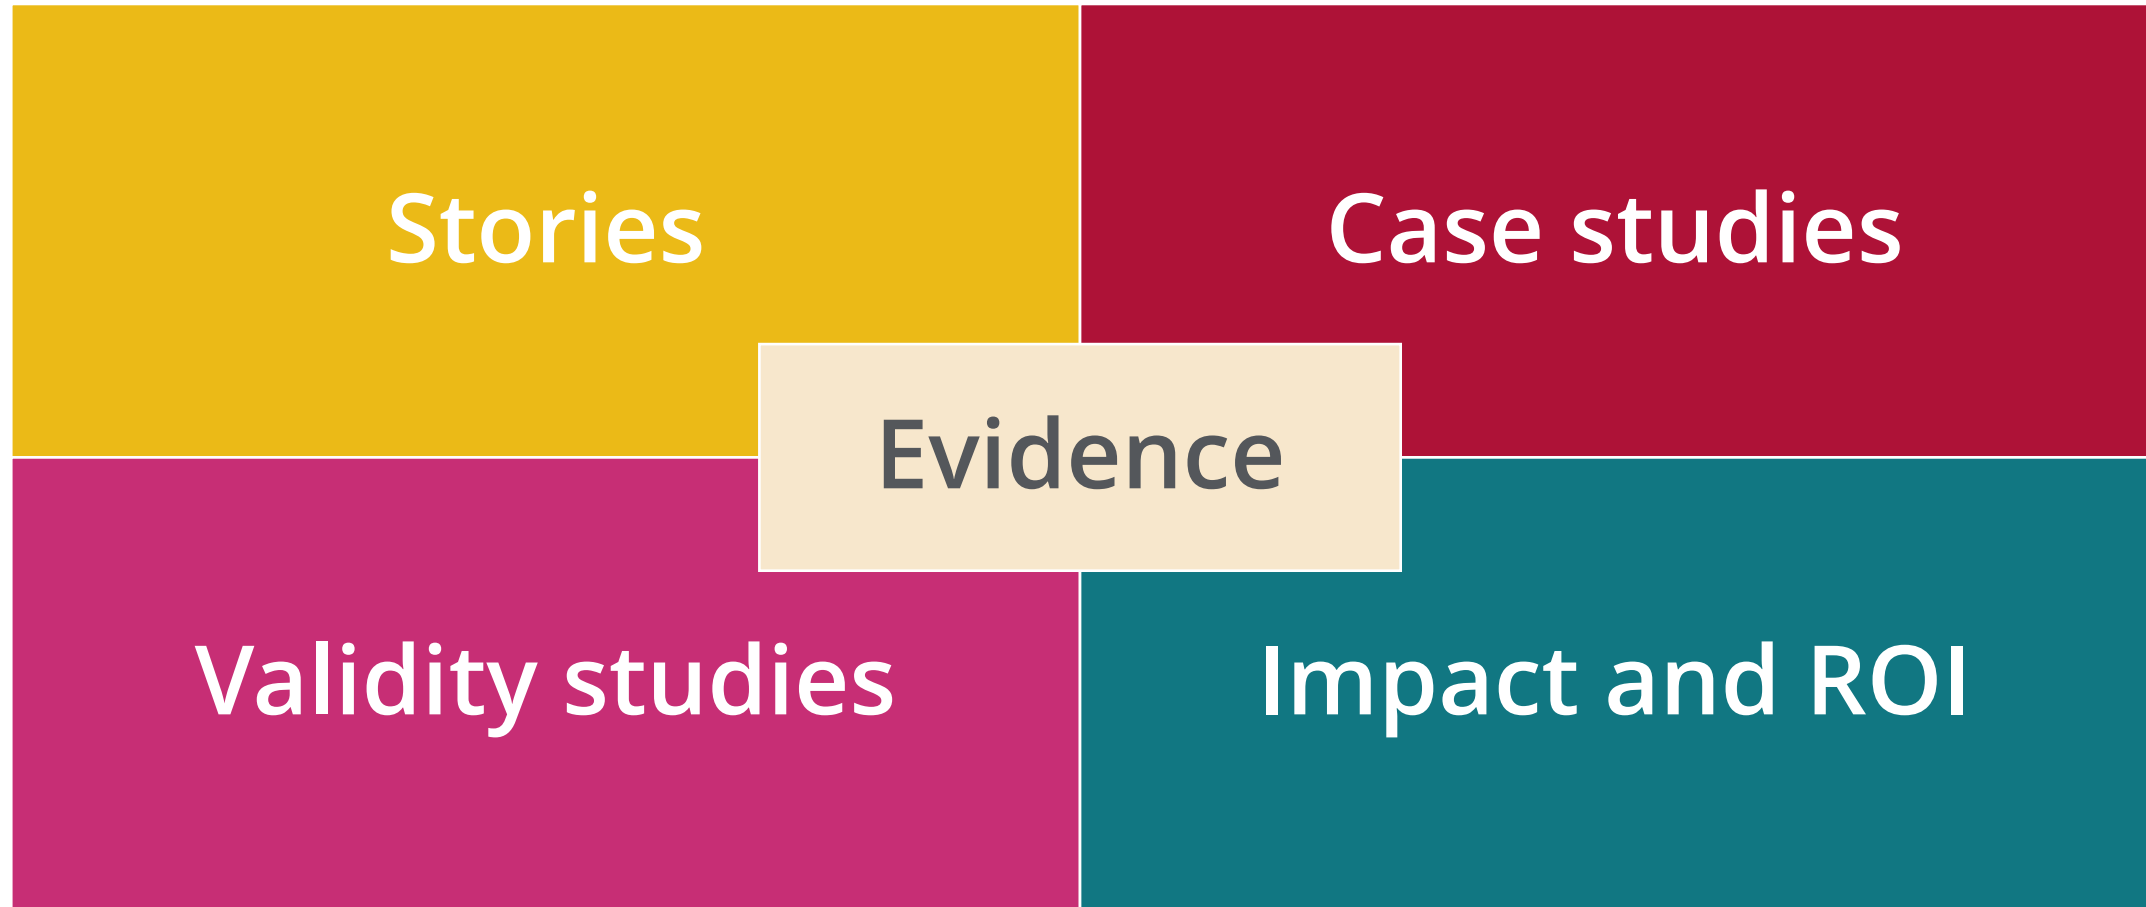 Stories
Case studies
Evidence
Validity studies
Impact and ROI